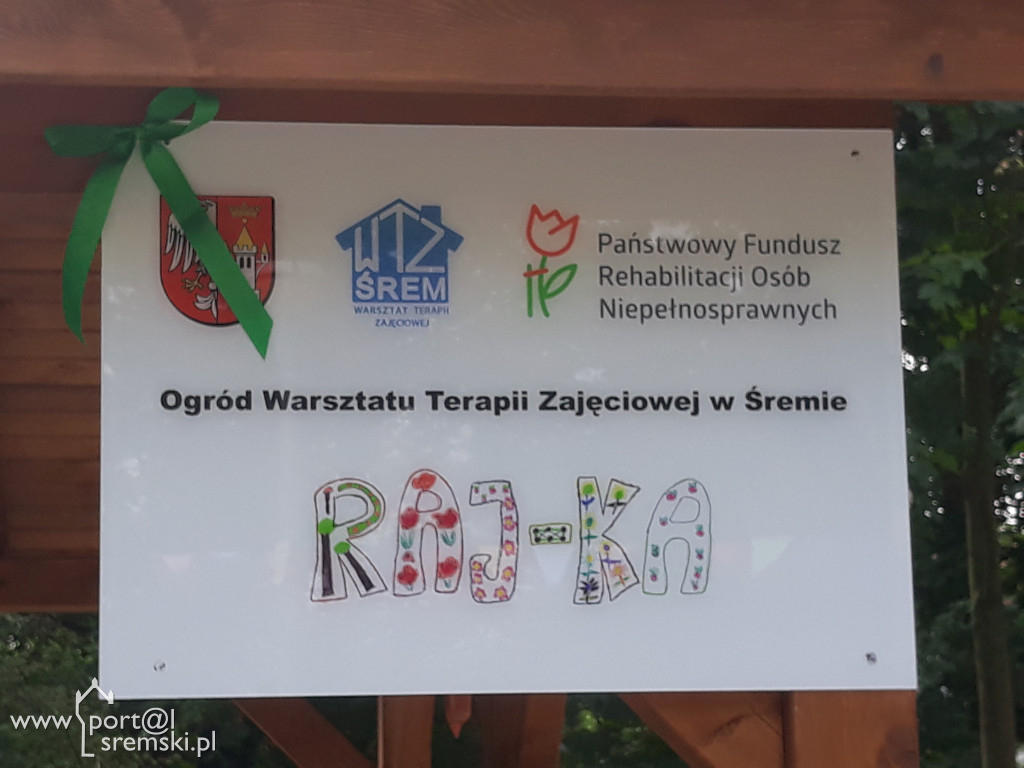 WTZ
ŚREM
WARSZTAT TERAPII
ZAJĘCIOWEJ
Państwowy Fundusz
Rehabilitacji Osób
Niepełnosprawnych
Ogród Warsztatu Terapii Zajęciowej w Śremie
RAJ-KA
www.port@l
sremski.pl